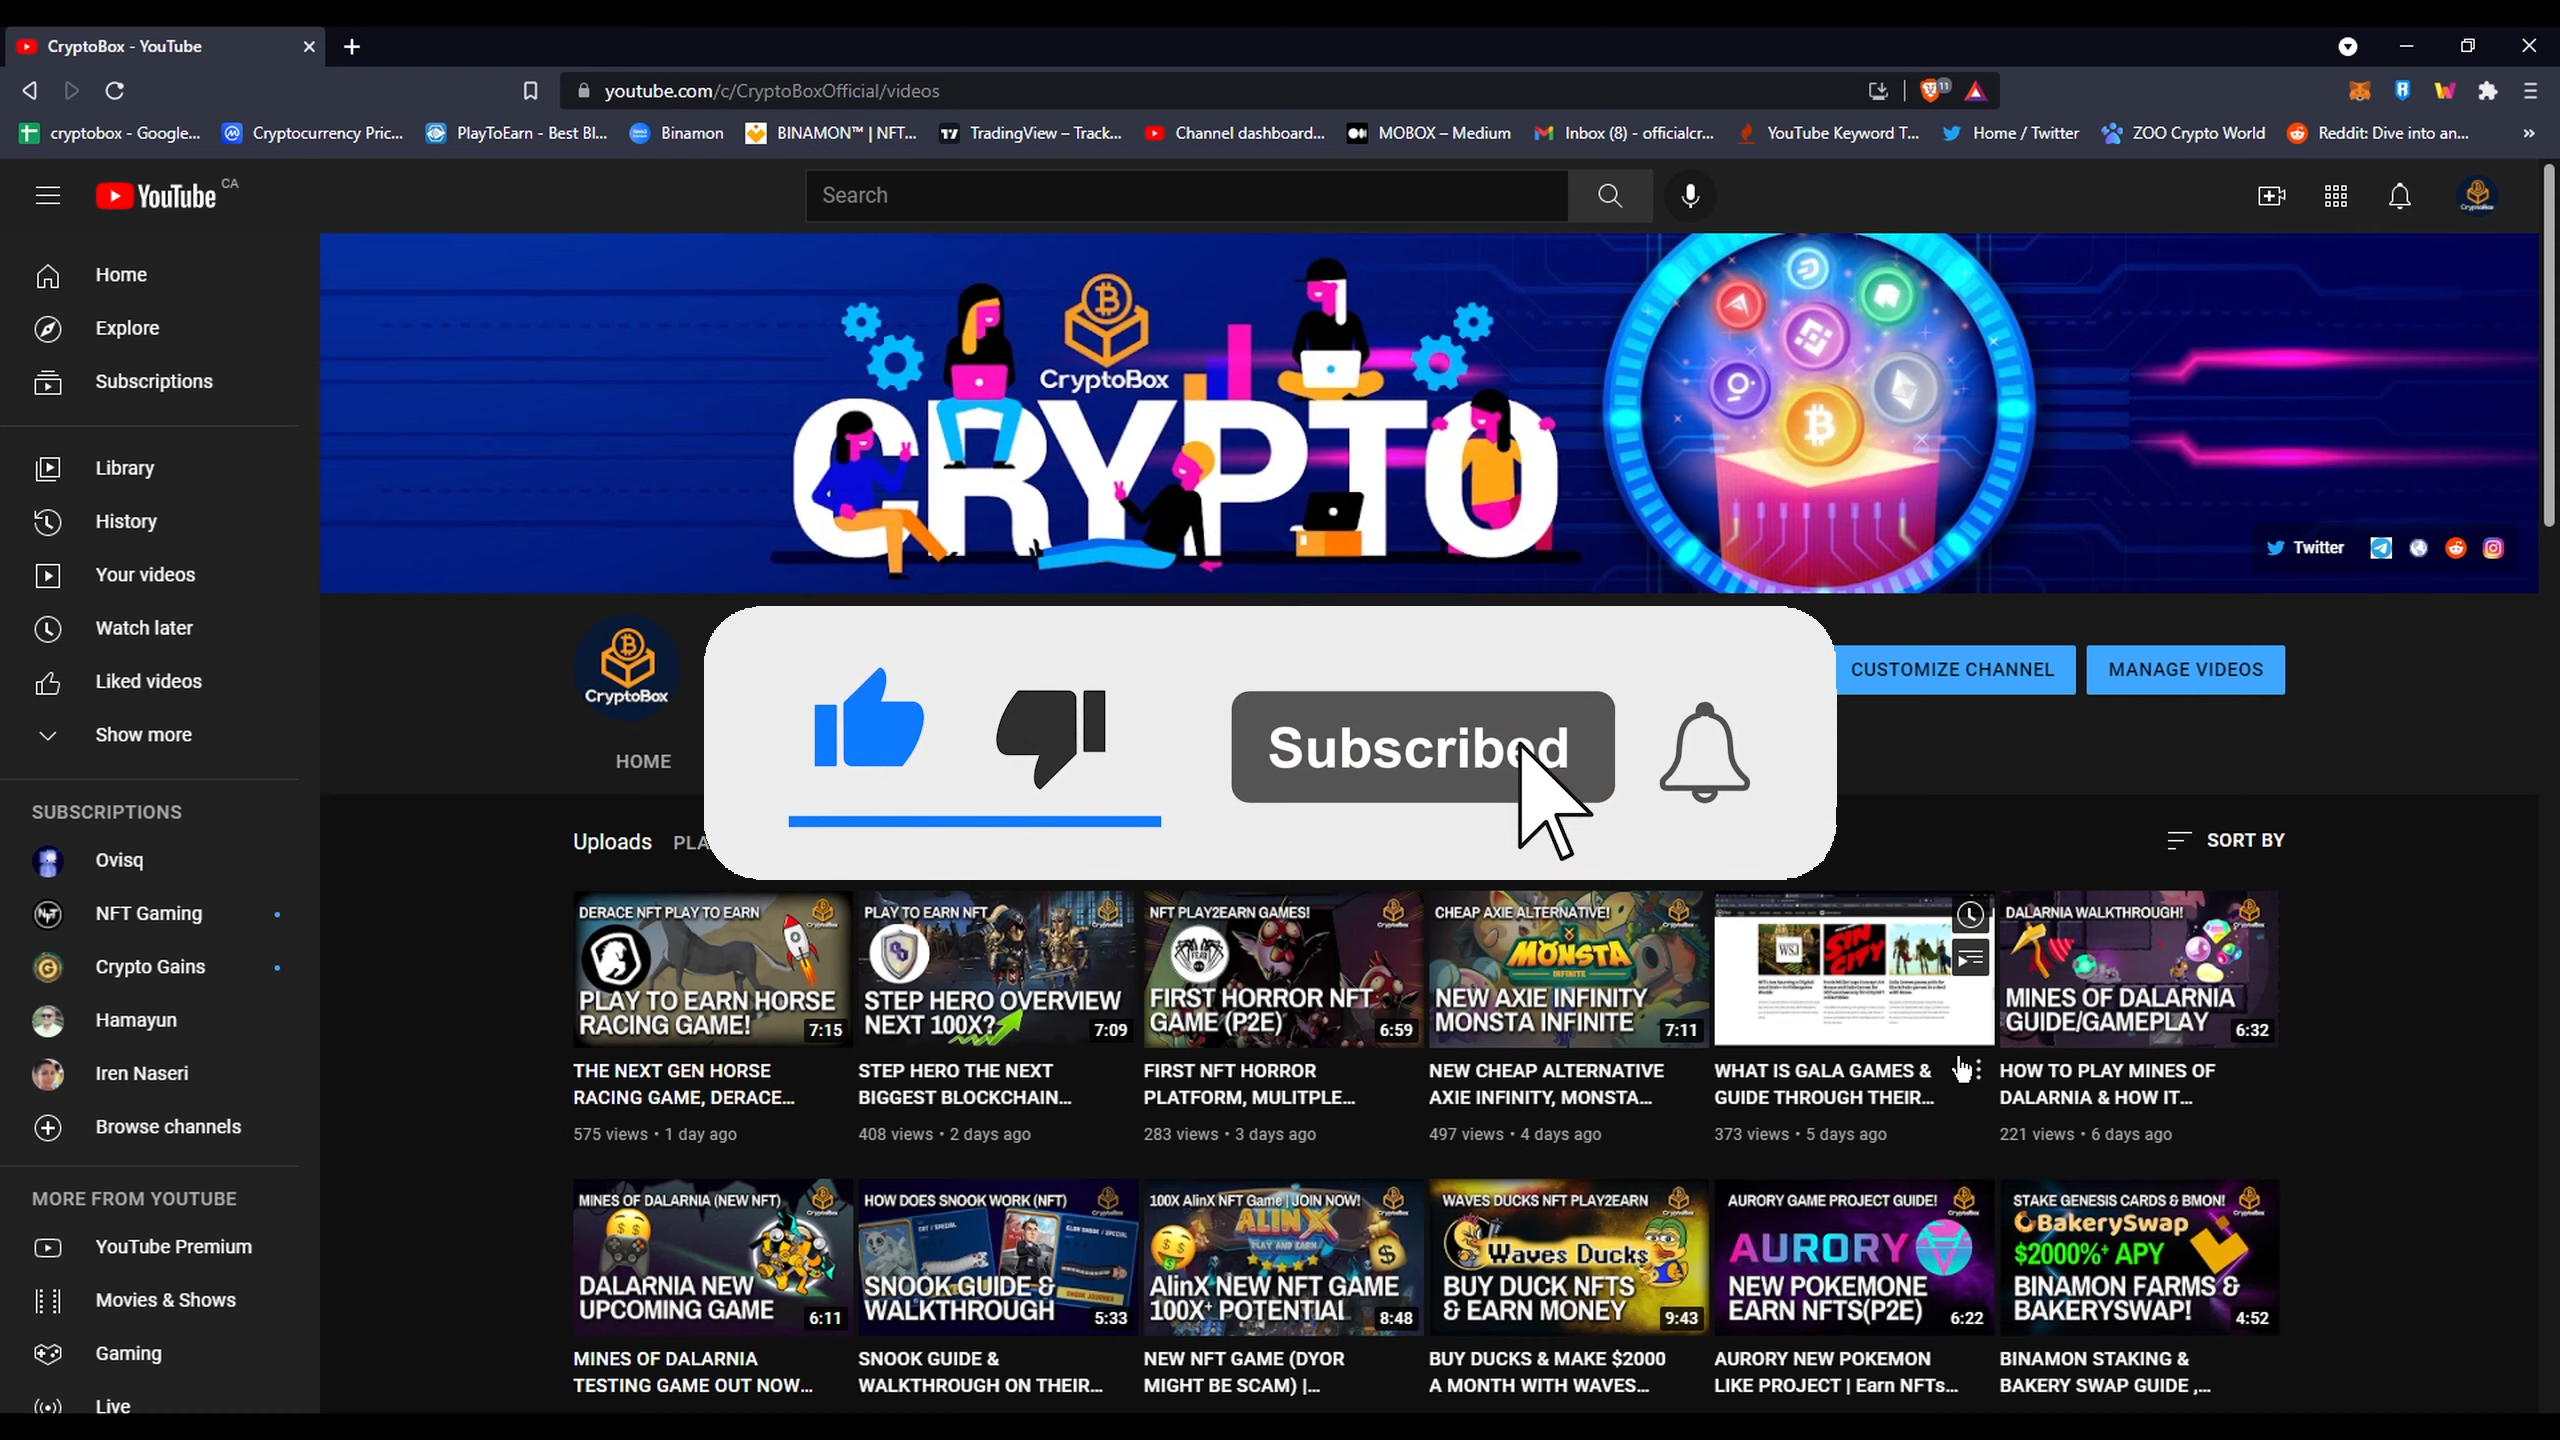 CryptoBox - YouTube
youtube.com/c/CryptoBoxOfficial/videos
11
cryptobox - Google...
Cryptocurrency Pric...
PlayToEarn - Best Bl...
Binamon
BINAMON™ | NFT...
TradingView – Track...
Channel dashboard...
MOBOX – Medium
Inbox (8) - officialcr...
YouTube Keyword T...
Home / Twitter
ZOO Crypto World
Reddit: Dive into an...
YouTube CA
Search
Home
Explore
Subscriptions
Library
History
Your videos
Watch later
Liked videos
Show more
SUBSCRIPTIONS
Ovisq
NFT Gaming
Crypto Gains
Hamayun
Iren Naseri
Browse channels
MORE FROM YOUTUBE
YouTube Premium
Movies & Shows
Gaming
Live
CryptoBox
CRYPTO
Twitter
CryptoBox
CUSTOMIZE CHANNEL
MANAGE VIDEOS
HOME
Subscribed
Uploads
PLA
SORT BY
DERACE NFT PLAY TO EARN
PLAY TO EARN HORSE
RACING GAME!
7:15
THE NEXT GEN HORSE
RACING GAME, DERACE...
575 views • 1 day ago
PLAY TO EARN NFT
STEP HERO OVERVIEW
NEXT 100X?
7:09
STEP HERO THE NEXT
BIGGEST BLOCKCHAIN...
408 views • 2 days ago
NFT PLAY2EARN GAMES!
FIRST HORROR NFT
GAME (P2E)
6:59
FIRST NFT HORROR
PLATFORM, MULITPLE...
283 views • 3 days ago
CHEAP AXIE ALTERNATIVE!
MONSTA
INFINITE
NEW AXIE INFINITY
MONSTA INFINITE
7:11
NEW CHEAP ALTERNATIVE
AXIE INFINITY, MONSTA...
497 views • 4 days ago
WSJ
SIN
CITY
WHAT IS GALA GAMES &
GUIDE THROUGH THEIR...
373 views • 5 days ago
DALARNIA WALKTHROUGH!
MINES OF DALARNIA
GUIDE/GAMEPLAY
6:32
HOW TO PLAY MINES OF
DALARNIA & HOW IT...
221 views • 6 days ago
MINES OF DALARNIA (NEW NFT)
DALARNIA NEW
UPCOMING GAME
6:11
MINES OF DALARNIA
TESTING GAME OUT NOW...
HOW DOES SNOOK WORK (NFT)
SNOOK GUIDE &
WALKTHROUGH
5:33
SNOOK GUIDE &
WALKTHROUGH ON THEIR...
100X AlinX NFT Game | JOIN NOW!
ALINX
PLAY AND EARN
AlinX NEW NFT GAME
100X+ POTENTIAL
8:48
NEW NFT GAME (DYOR
MIGHT BE SCAM) |...
WAVES DUCKS NFT PLAY2EARN
Waves Ducks
BUY DUCK NFTS
& EARN MONEY
9:43
BUY DUCKS & MAKE $2000
A MONTH WITH WAVES...
AURORY GAME PROJECT GUIDE!
AURORY
NEW POKEMONE
EARN NFTS(P2E)
6:22
AURORY NEW POKEMON
LIKE PROJECT | Earn NFTs...
STAKE GENESIS CARDS & BMON!
BakerySwap
$2000%+ APY
BINAMON FARMS &
BAKERYSWAP!
4:52
BINAMON STAKING &
BAKERY SWAP GUIDE ,...